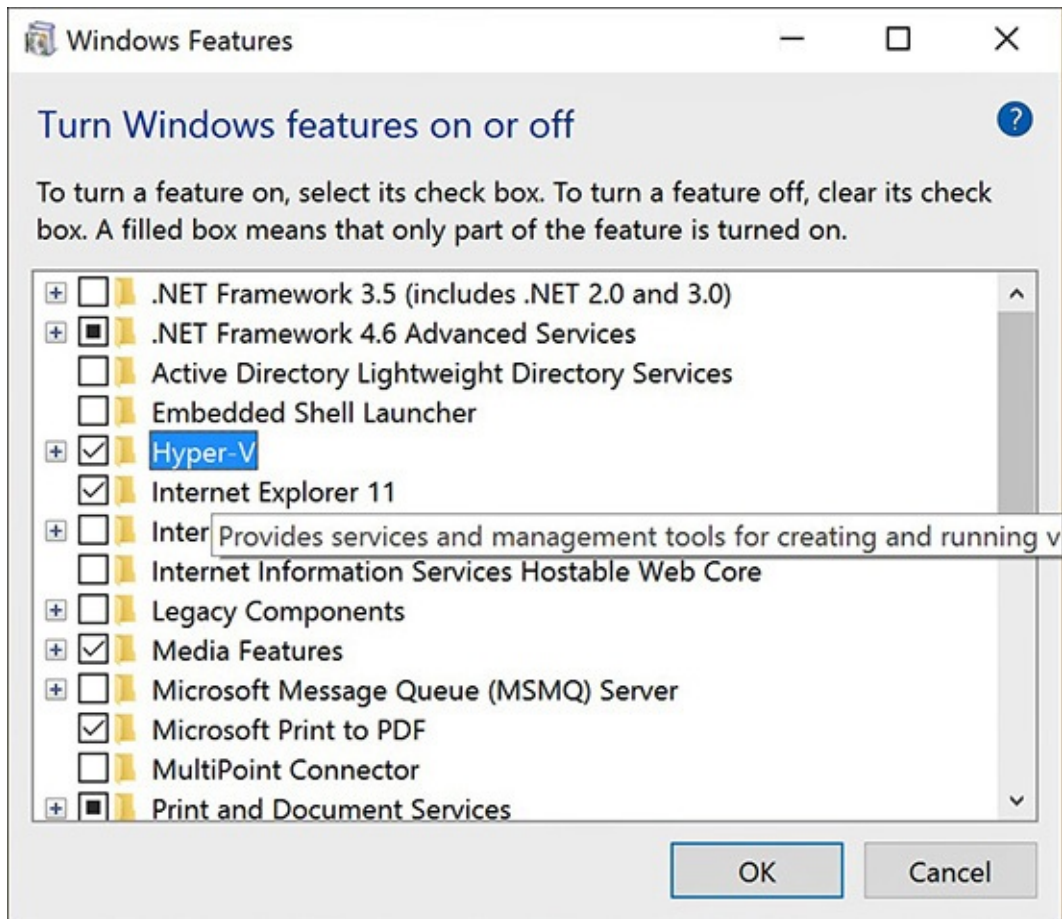 Windows Features
Turn Windows features on or off
?
To turn a feature on, select its check box. To turn a feature off, clear its check
box. A filled box means that only part of the feature is turned on.
.NET Framework 3.5 (includes .NET 2.0 and 3.0)
.NET Framework 4.6 Advanced Services
Active Directory Lightweight Directory Services
Embedded Shell Launcher
Hyper-V
Internet Explorer 11
Inter
Provides services and management tools for creating and running v
Internet Information Services Hostable Web Core
Legacy Components
Media Features
Microsoft Message Queue (MSMQ) Server
Microsoft Print to PDF
MultiPoint Connector
Print and Document Services
OK
Cancel